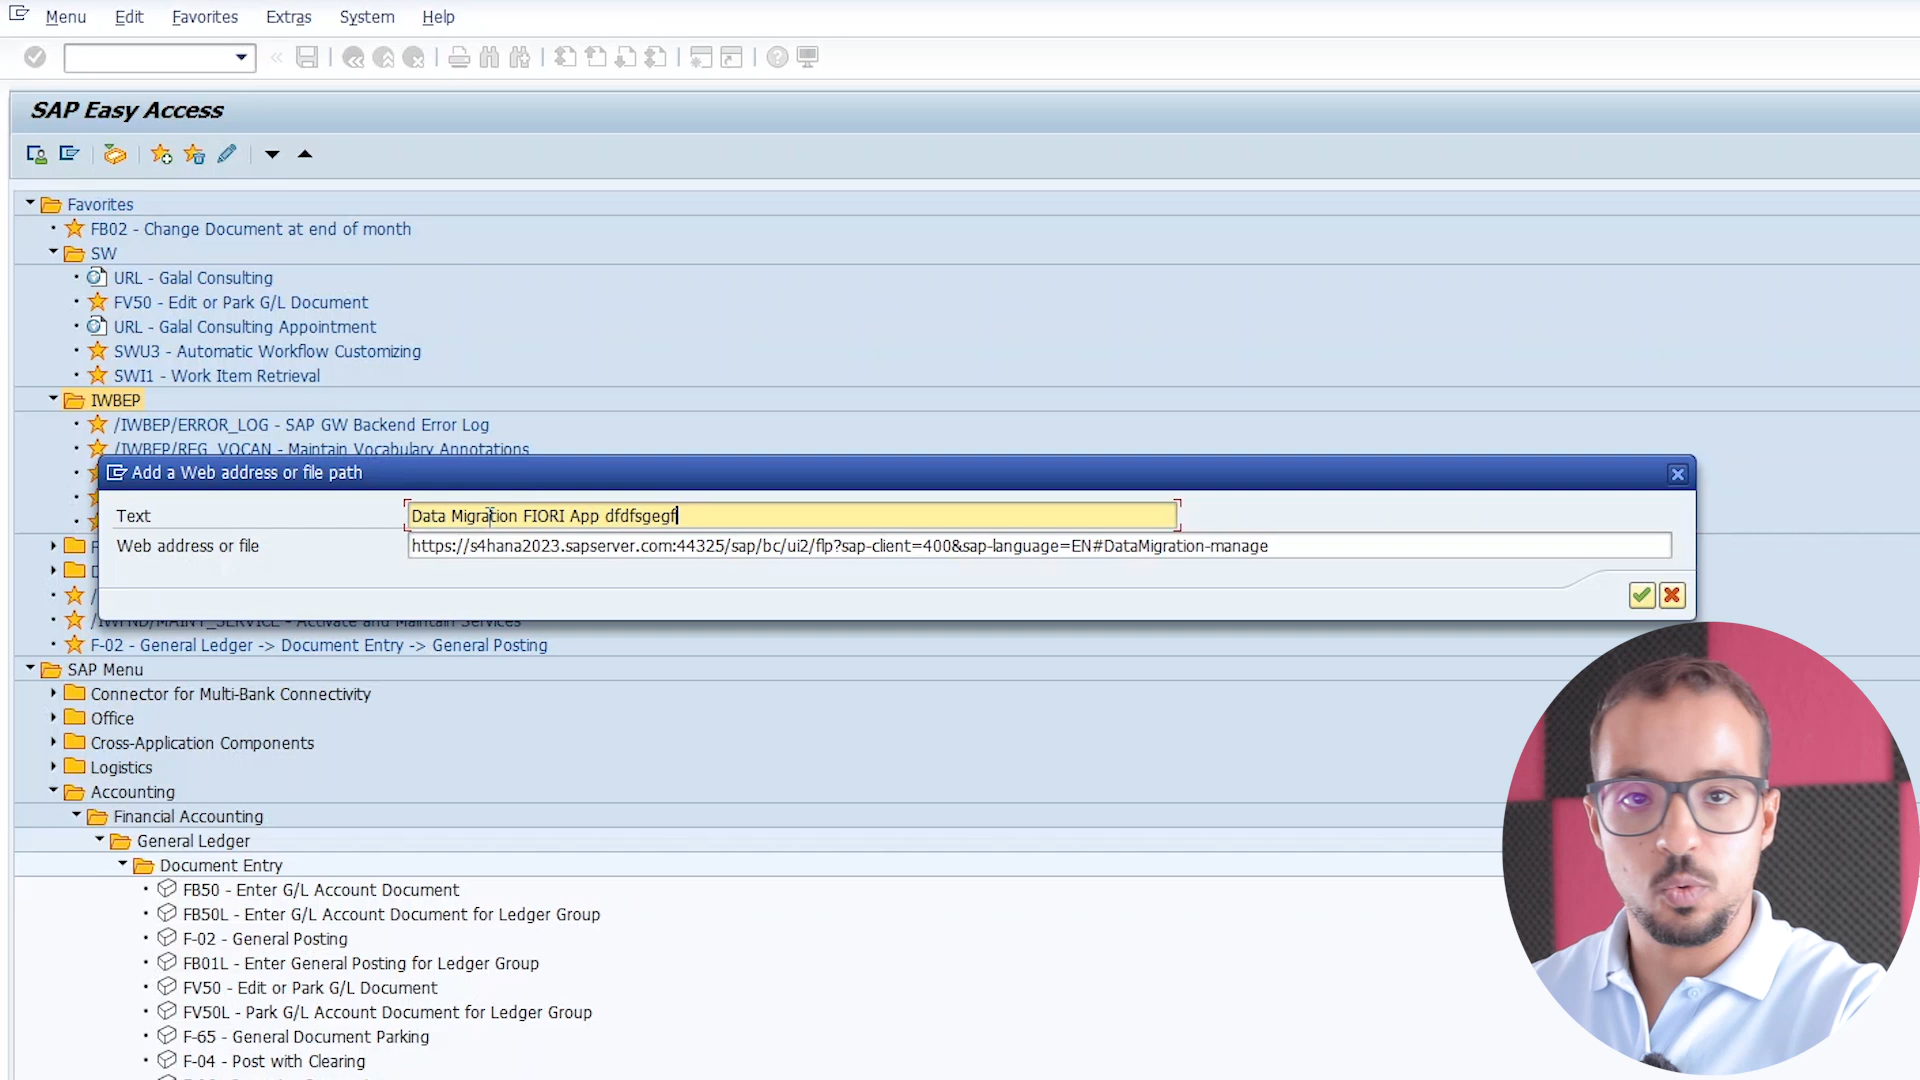 Menu Edit Favorites Extras System Help
SAP Easy Access
Favorites
FB02 - Change Document at end of month
SW
URL - Galal Consulting
FV50 - Edit or Park G/L Document
URL - Galal Consulting Appointment
SWU3 - Automatic Workflow Customizing
SWI1 - Work Item Retrieval
IWBEP
/IWBEP/ERROR_LOG - SAP GW Backend Error Log
/IWBEP/REG_VOCAN - Maintain Vocabulary Annotations
Add a Web address or file path
Text Data Migration FIORI App dfdfsgegf
Web address or file https://s4hana2023.sapserver.com:44325/sap/bc/ui2/flp?sap-client=400&sap-language=EN#DataMigration-manage
/IWFND/MAINT_SERVICE - Activate and Maintain Services
F-02 - General Ledger -> Document Entry -> General Posting
SAP Menu
Connector for Multi-Bank Connectivity
Office
Cross-Application Components
Logistics
Accounting
Financial Accounting
General Ledger
Document Entry
FB50 - Enter G/L Account Document
FB50L - Enter G/L Account Document for Ledger Group
F-02 - General Posting
FB01L - Enter General Posting for Ledger Group
FV50 - Edit or Park G/L Document
FV50L - Park G/L Account Document for Ledger Group
F-65 - General Document Parking
F-04 - Post with Clearing